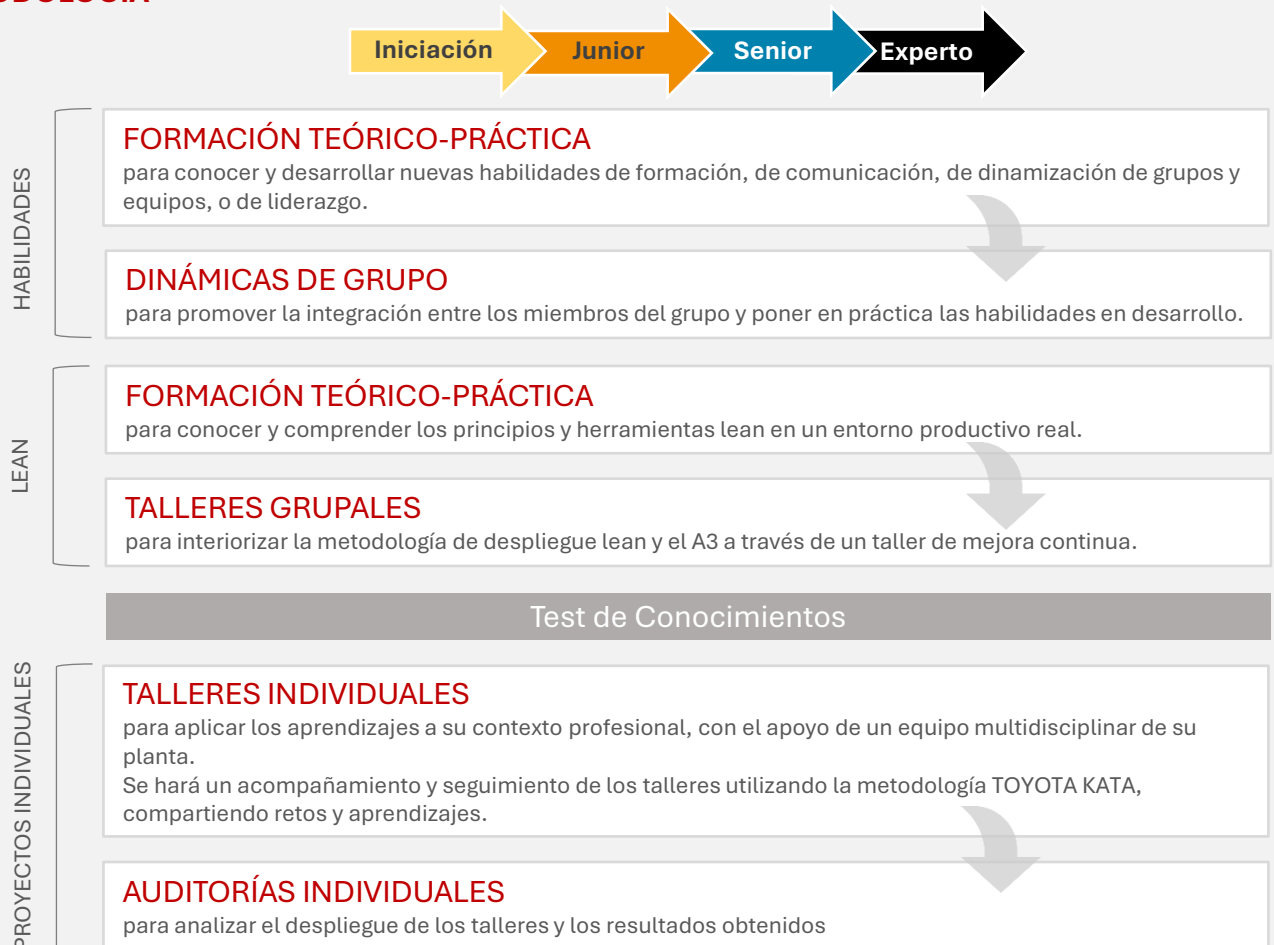 Iniciación
Junior
Senior
Experto
HABILIDADES
FORMACIÓN TEÓRICO-PRÁCTICA
para conocer y desarrollar nuevas habilidades de formación, de comunicación, de dinamización de grupos y
equipos, o de liderazgo.
DINÁMICAS DE GRUPO
para promover la integración entre los miembros del grupo y poner en práctica las habilidades en desarrollo.
LEAN
FORMACIÓN TEÓRICO-PRÁCTICA
para conocer y comprender los principios y herramientas lean en un entorno productivo real.
TALLERES GRUPALES
para interiorizar la metodología de despliegue lean y el A3 a través de un taller de mejora continua.
Test de Conocimientos
PROYECTOS INDIVIDUALES
TALLERES INDIVIDUALES
para aplicar los aprendizajes a su contexto profesional, con el apoyo de un equipo multidisciplinar de su
planta.
Se hará un acompañamiento y seguimiento de los talleres utilizando la metodología TOYOTA KATA,
compartiendo retos y aprendizajes.
AUDITORÍAS INDIVIDUALES
para analizar el despliegue de los talleres y los resultados obtenidos